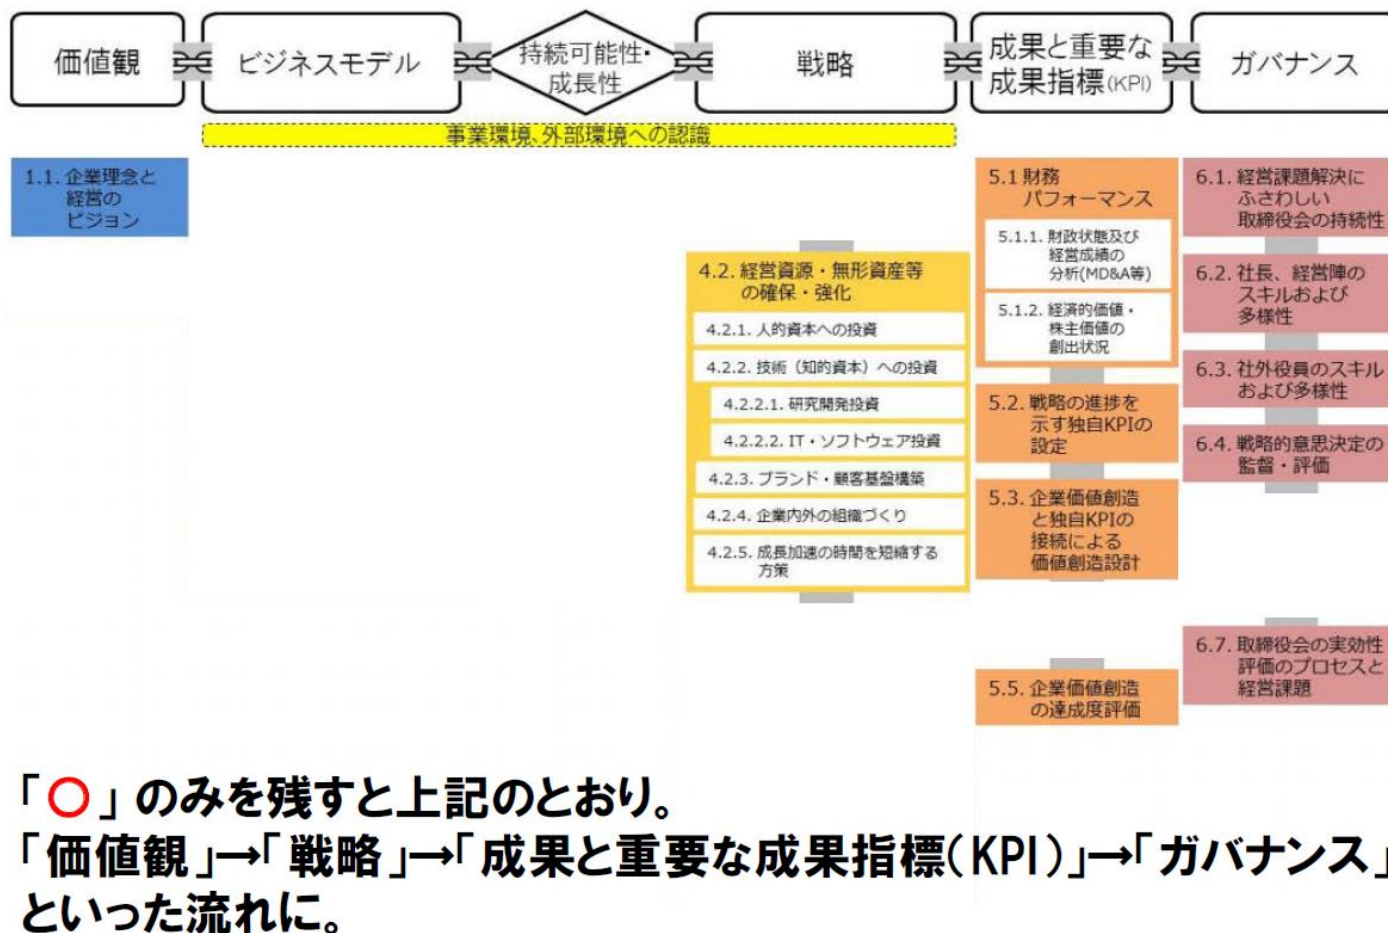 価値観
ビジネスモデル
持続可能性・
成長性
戦略
成果と重要な
成果指標(KPI)
ガバナンス
事業環境、外部環境への認識
1.1. 企業理念と
経営の
ビジョン
4.2. 経営資源・無形資産等
の確保・強化
4.2.1. 人的資本への投資
4.2.2. 技術（知的資本）への投資
4.2.2.1. 研究開発投資
4.2.2.2. IT・ソフトウェア投資
4.2.3. ブランド・顧客基盤構築
4.2.4. 企業内外の組織づくり
4.2.5. 成長加速の時間を短縮する
方策
5.1 財務
パフォーマンス
5.1.1. 財政状態及び
経営成績の
分析(MD&A等)
5.1.2. 経済的価値・
株主価値の
創出状況
5.2. 戦略の進捗を
示す独自KPIの
設定
5.3. 企業価値創造
と独自KPIの
接続による
価値創造設計
5.5. 企業価値創造
の達成度評価
6.1. 経営課題解決に
ふさわしい
取締役会の持続性
6.2. 社長、経営陣の
スキルおよび
多様性
6.3. 社外役員のスキル
および多様性
6.4. 戦略的意思決定の
監督・評価
6.7. 取締役会の実効性
評価のプロセスと
経営課題
「〇」のみを残すと上記のとおり。
「価値観」→「戦略」→「成果と重要な成果指標(KPI)」→「ガバナンス」
といった流れに。